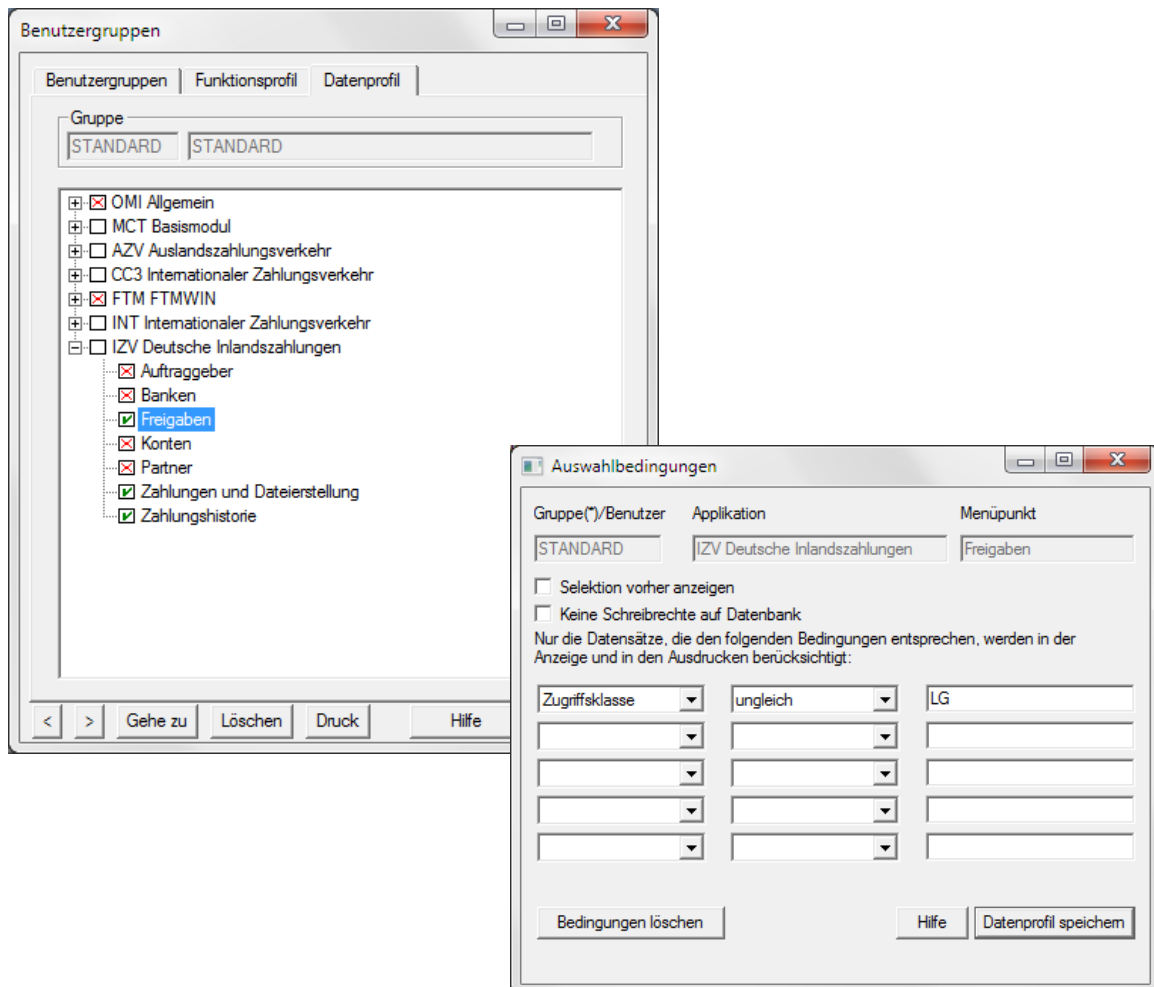 Benutzergruppen
Benutzergruppen Funktionsprofil Datenprofil
Gruppe
STANDARD STANDARD
OMI Allgemein
MCT Basismodul
AZV Auslandszahlungsverkehr
CC3 Internationaler Zahlungsverkehr
FTM FTMWIN
INT Internationaler Zahlungsverkehr
IZV Deutsche Inlandszahlungen
Auftraggeber
Banken
Freigaben
Konten
Partner
Zahlungen und Dateierstellung
Zahlungshistorie
< > Gehe zu Löschen Druck Hilfe
Auswahlbedingungen
Gruppe(*)/Benutzer Applikation Menüpunkt
STANDARD IZV Deutsche Inlandszahlungen Freigaben
Selektion vorher anzeigen
Keine Schreibrechte auf Datenbank
Nur die Datensätze, die den folgenden Bedingungen entsprechen, werden in der
Anzeige und in den Ausdrucken berücksichtigt:
Zugriffsklasse ungleich LG
Bedingungen löschen Hilfe Datenprofil speichern